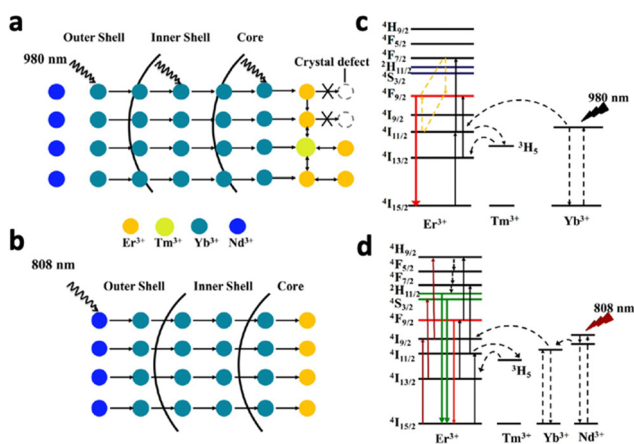 a
Outer Shell Inner Shell Core
980 nm
Crystal defect
Er³⁺ Tm³⁺ Yb³⁺ Nd³⁺
b
808 nm
Outer Shell Inner Shell Core
c
⁴H₉/₂
⁴F₅/₂
⁴F₇/₂
²H₁₁/₂
⁴S₃/₂
⁴F₉/₂
980 nm
⁴I₉/₂
⁴I₁₁/₂
³H₅
⁴I₁₃/₂
⁴I₁₅/₂
Er³⁺ Tm³⁺ Yb³⁺
d
⁴H₉/₂
⁴F₅/₂
⁴F₇/₂
²H₁₁/₂
⁴S₃/₂
808 nm
⁴F₉/₂
⁴I₉/₂
⁴I₁₁/₂
³H₅
⁴I₁₃/₂
⁴I₁₅/₂
Er³⁺ Tm³⁺ Yb³⁺ Nd³⁺